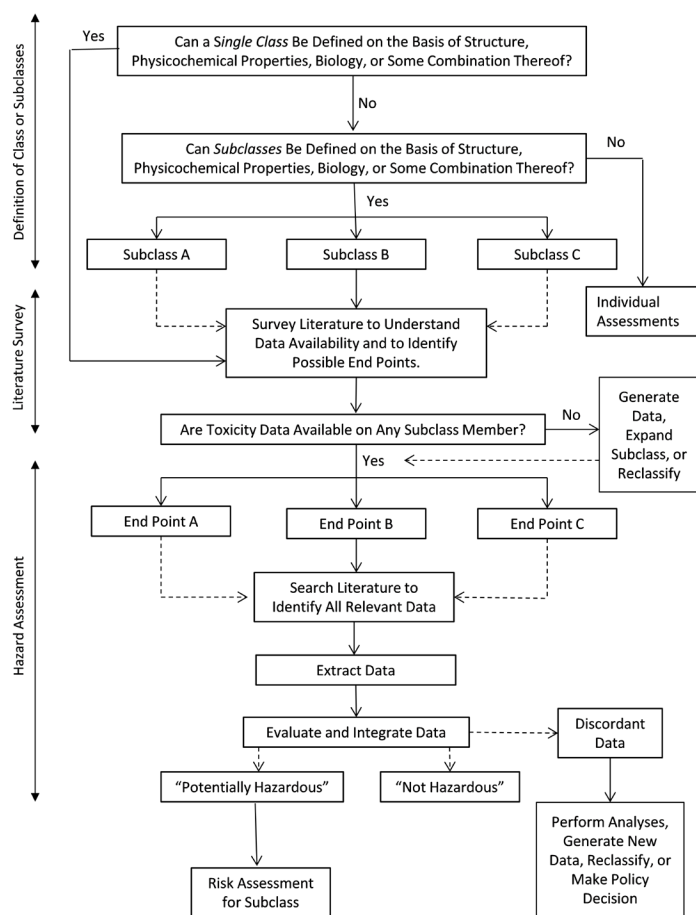 Yes
Can a Single Class Be Defined on the Basis of Structure,
Physicochemical Properties, Biology, or Some Combination Thereof?
No
Can Subclasses Be Defined on the Basis of Structure,
Physicochemical Properties, Biology, or Some Combination Thereof?
No
Yes
Subclass A
Subclass B
Subclass C
Definition of Class or Subclasses
Individual
Assessments
Survey Literature to Understand
Data Availability and to Identify
Possible End Points.
Literature Survey
Are Toxicity Data Available on Any Subclass Member?
No
Generate
Data,
Expand
Subclass, or
Reclassify
Yes
End Point A
End Point B
End Point C
Search Literature to
Identify All Relevant Data
Extract Data
Hazard Assessment
Evaluate and Integrate Data
Discordant
Data
"Potentially Hazardous"
"Not Hazardous"
Perform Analyses,
Generate New
Data, Reclassify, or
Make Policy
Decision
Risk Assessment
for Subclass